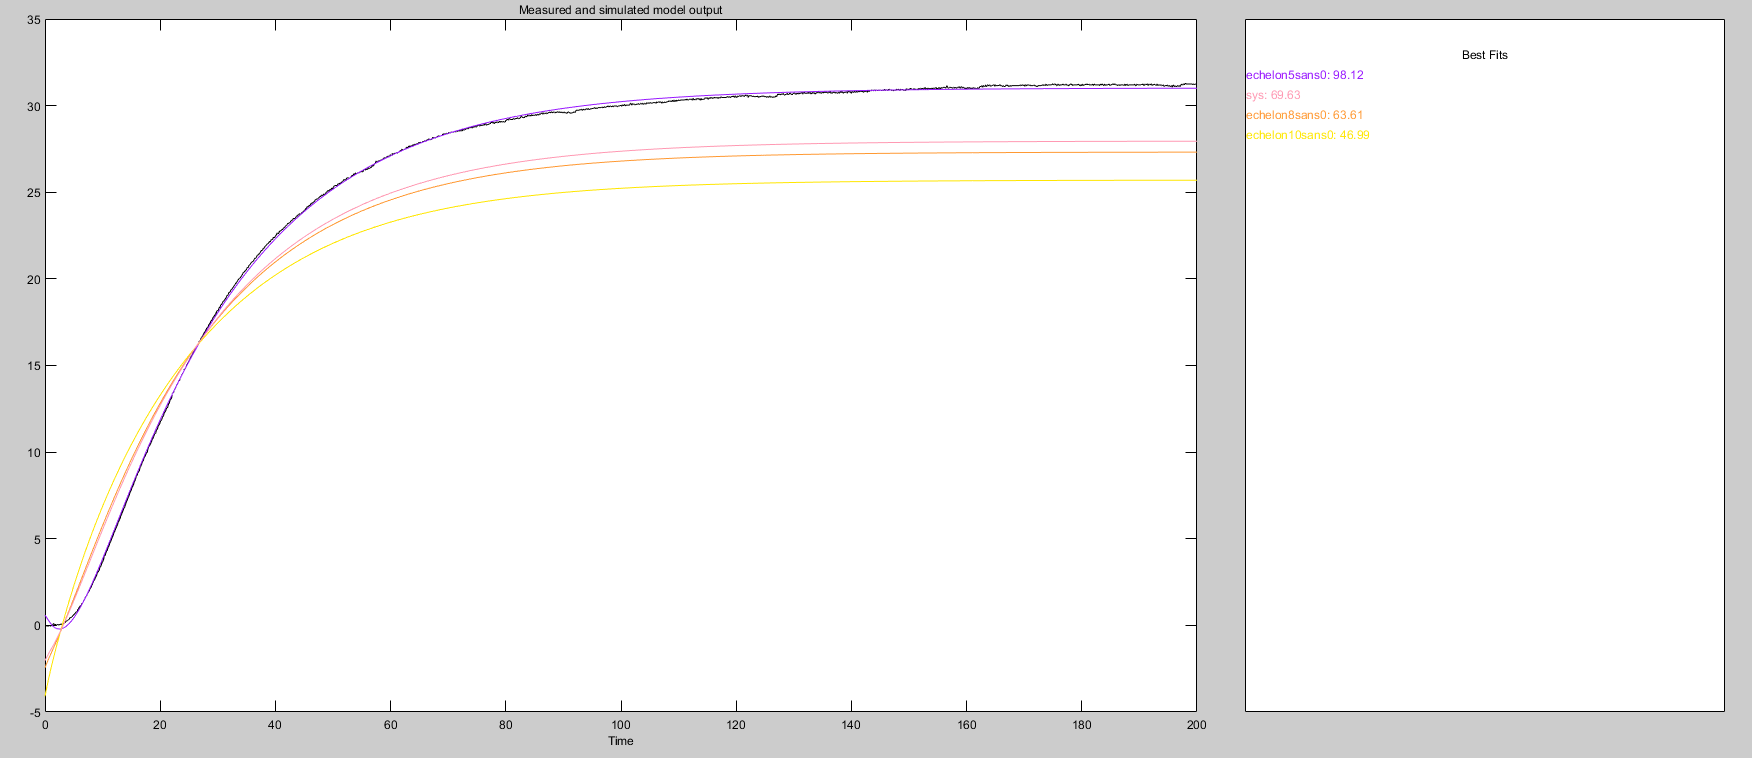 Measured and simulated model output
35
30
25
20
15
10
5
0
-5
0 20 40 60 80 100 120 140 160 180 200
Time
Best Fits
echelon5sans0: 98.12
sys: 69.63
echelon8sans0: 63.61
echelon10sans0: 46.99